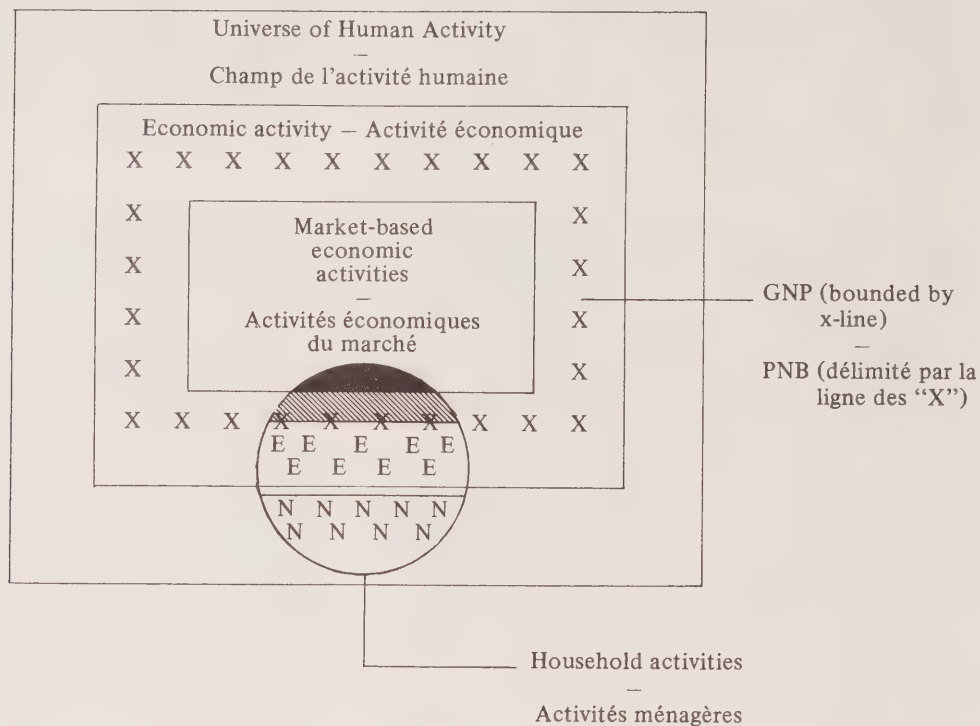 Universe of Human Activity
—
Champ de l'activité humaine
Economic activity — Activité économique
X X X X X X X X X X
X X
Market-based
economic
activities
—
Activités économiques
du marché
X X
X X
X X
GNP (bounded by
x-line)
—
PNB (délimité par la
ligne des “X”)
X X X X X X X X X X
E E E E E
E E E E
N N N N N
N N N N
Household activities
—
Activités ménagères